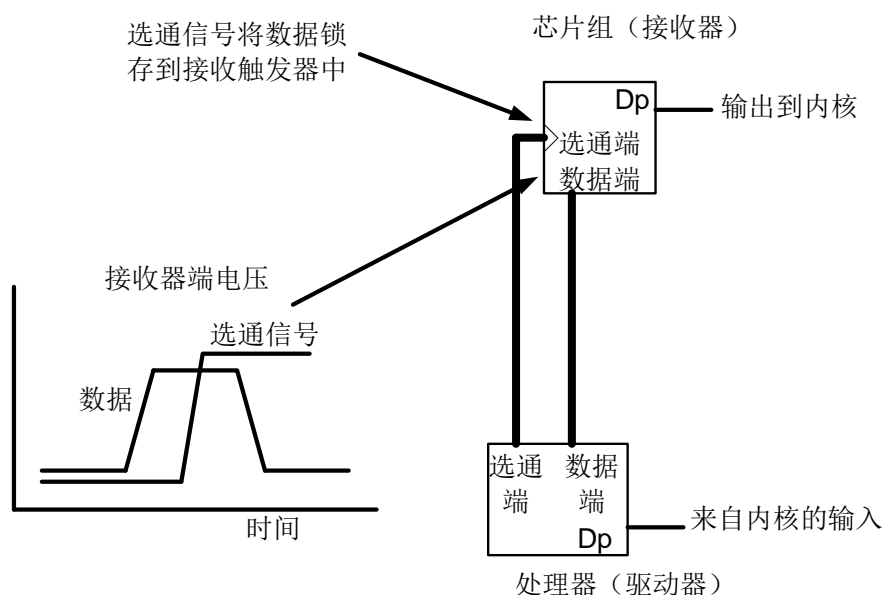 选通信号将数据锁
存到接收触发器中
芯片组（接收器）
Dp
输出到内核
选通端
数据端
接收器端电压
选通信号
数据
时间
选通
端
数据
端
Dp
来自内核的输入
处理器（驱动器）